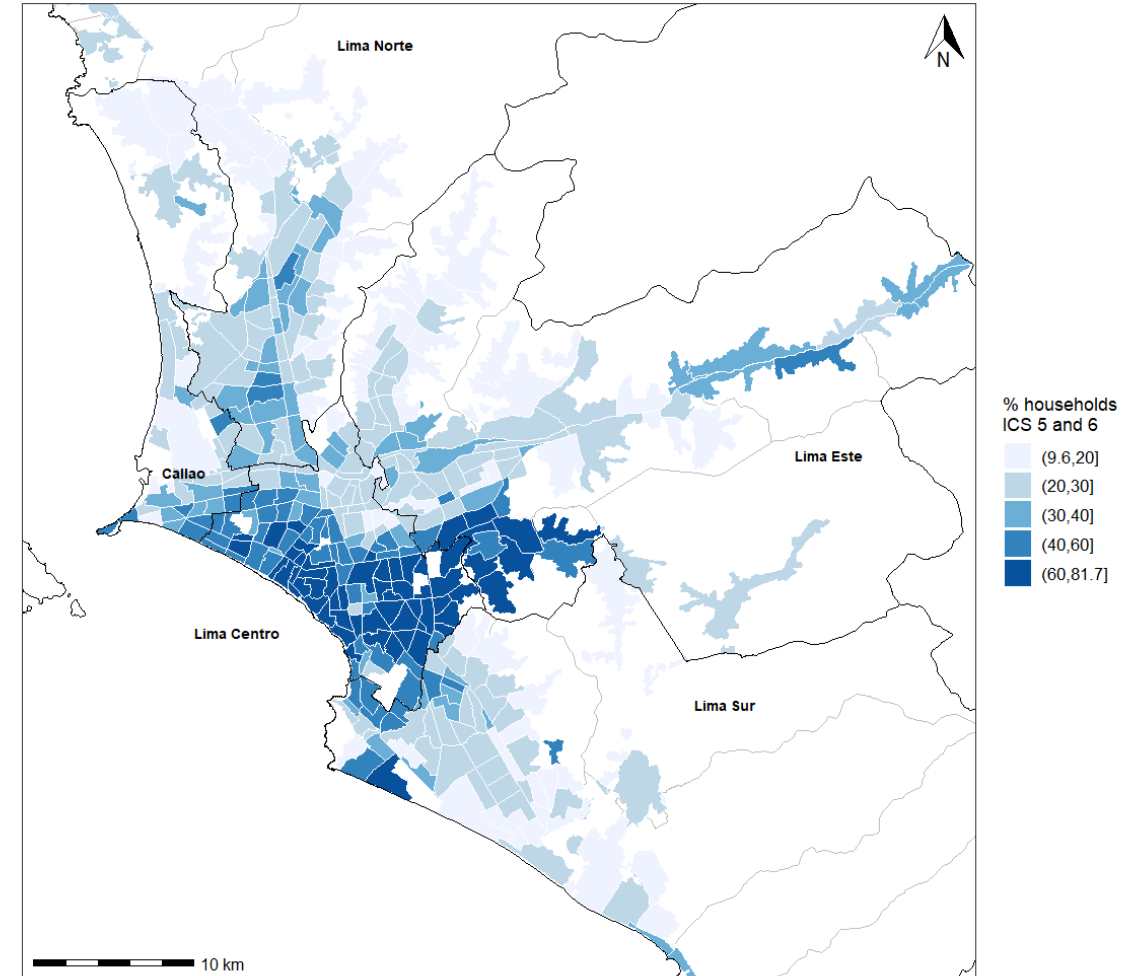 Lima Norte
N
% households
ICS 5 and 6
(9.6,20]
(20,30]
(30,40]
(40,60]
(60,81.7]
Lima Este
Callao
Lima Centro
Lima Sur
10 km